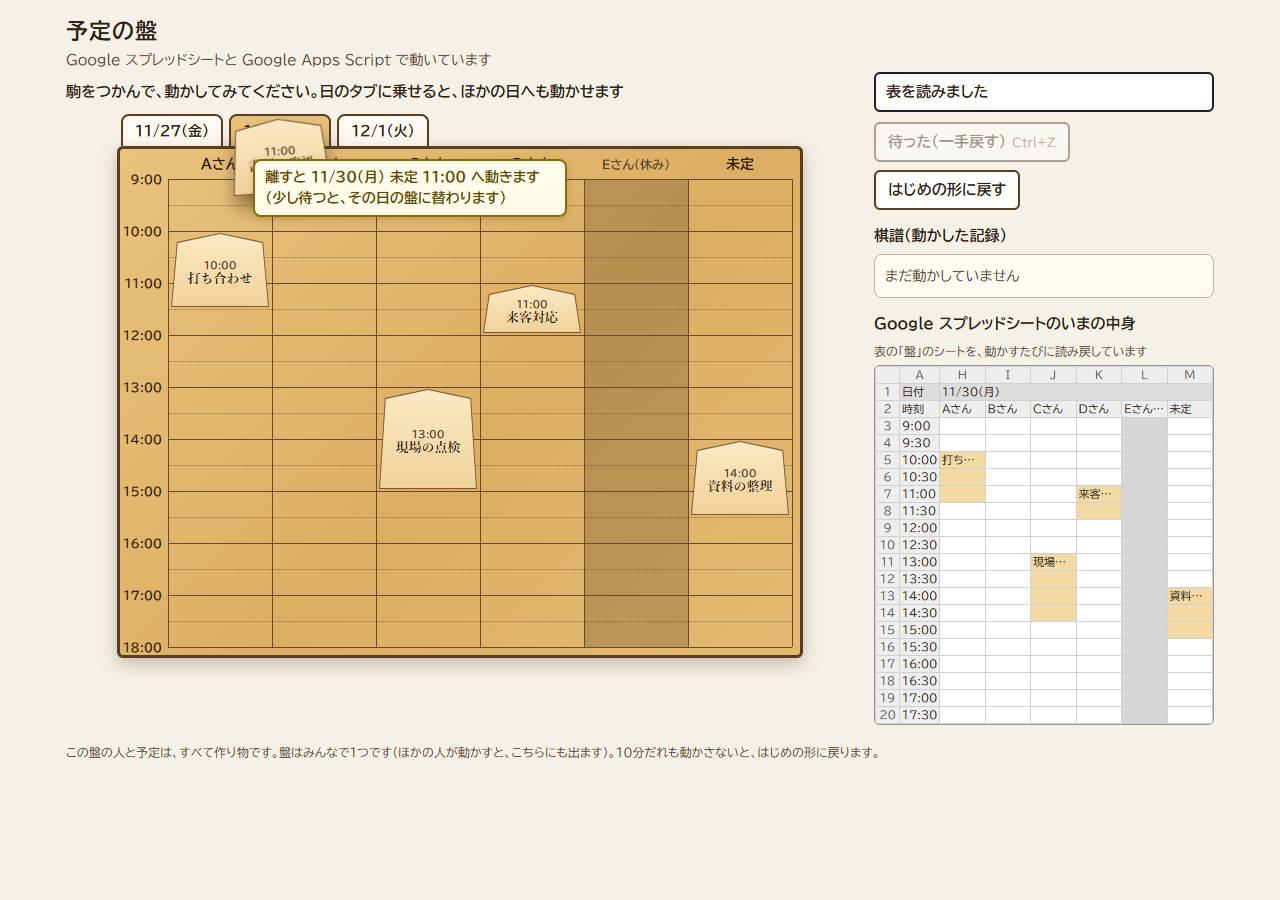 予定の盤
Google スプレッドシートと Google Apps Script で動いています
駒をつかんで、動かしてみてください。日のタブに乗せると、ほかの日へも動かせます
11/27(金)
12/1(火)
11:00
Aさん
Eさん(休み)
未定
離すと 11/30(月) 未定 11:00 へ動きます
(少し待つと、その日の盤に替わります)
9:00
10:00
11:00
12:00
13:00
14:00
15:00
16:00
17:00
18:00
10:00
打ち合わせ
11:00
来客対応
13:00
現場の点検
14:00
資料の整理
表を読みました
待った(一手戻す) Ctrl+Z
はじめの形に戻す
棋譜(動かした記録)
まだ動かしていません
Google スプレッドシートのいまの中身
表の「盤」のシートを、動かすたびに読み戻しています
A H I J K L M
1 日付 11/30(月)
2 時刻 Aさん Bさん Cさん Dさん Eさん… 未定
3 9:00
4 9:30
5 10:00 打ち…
6 10:30
7 11:00 来客…
8 11:30
9 12:00
10 12:30
11 13:00 現場…
12 13:30
13 14:00 資料…
14 14:30
15 15:00
16 15:30
17 16:00
18 16:30
19 17:00
20 17:30
この盤の人と予定は、すべて作り物です。盤はみんなで1つです(ほかの人が動かすと、こちらにも出ます)。10分だれも動かさないと、はじめの形に戻ります。